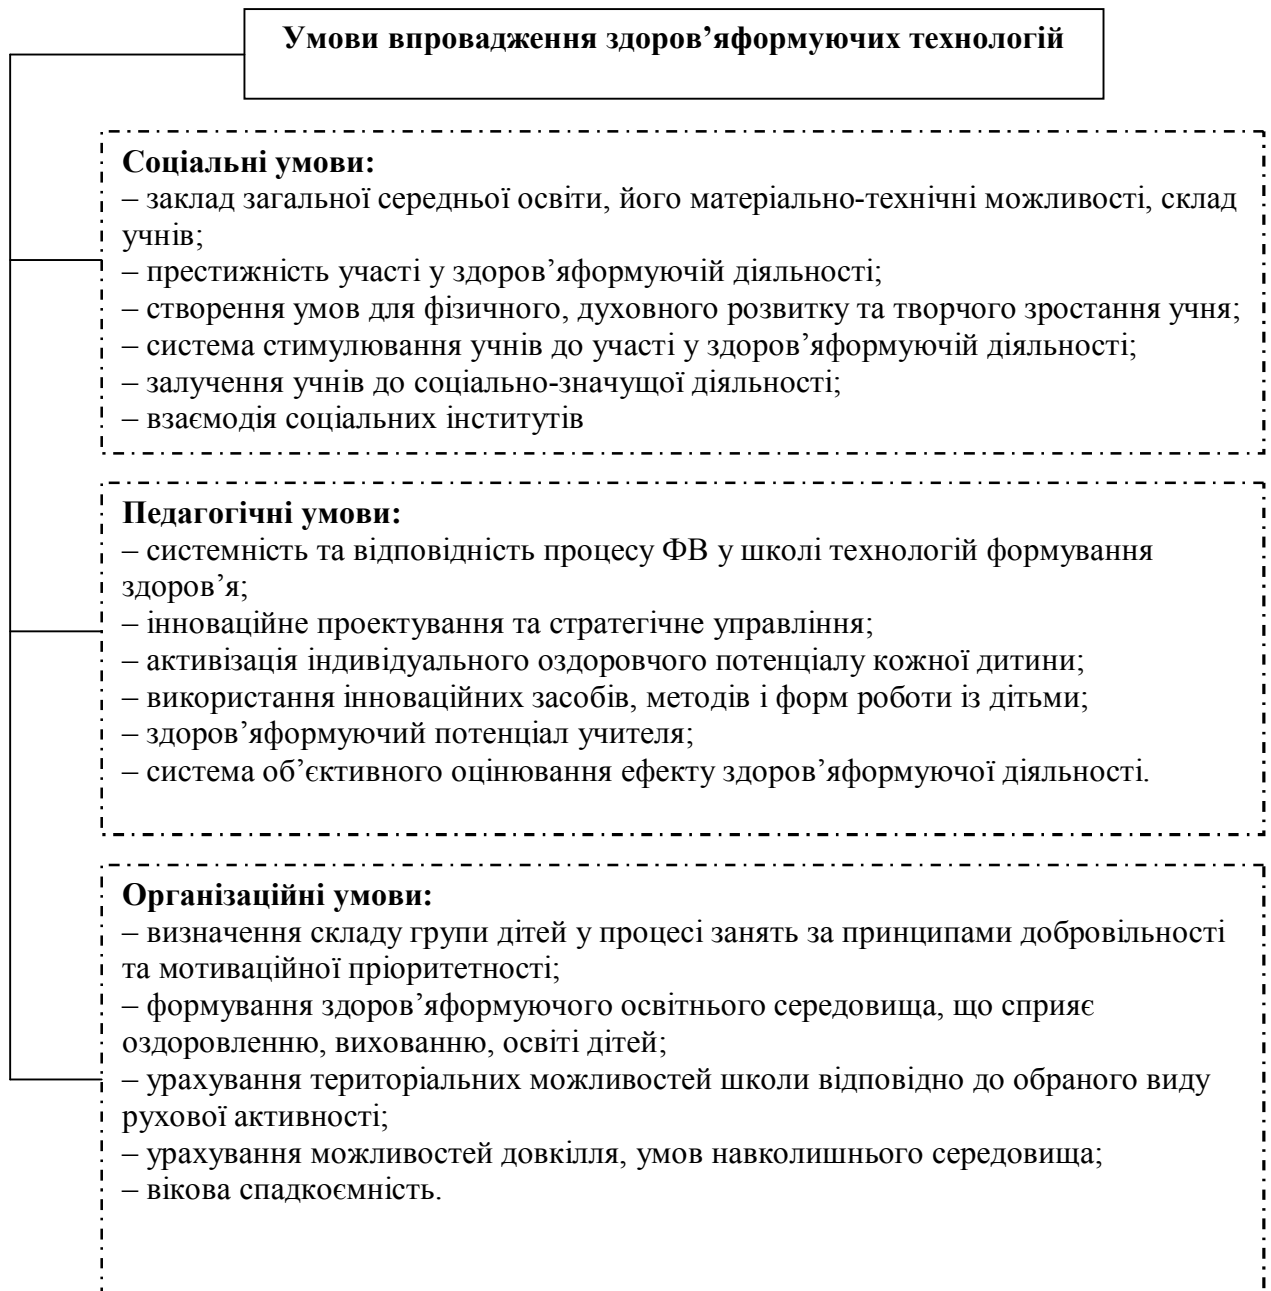 Умови впровадження здоров’яформуючих технологій
Соціальні умови:
– заклад загальної середньої освіти, його матеріально-технічні можливості, склад
учнів;
– престижність участі у здоров’яформуючій діяльності;
– створення умов для фізичного, духовного розвитку та творчого зростання учня;
– система стимулювання учнів до участі у здоров’яформуючій діяльності;
– залучення учнів до соціально-значущої діяльності;
– взаємодія соціальних інститутів
Педагогічні умови:
– системність та відповідність процесу ФВ у школі технологій формування
здоров’я;
– інноваційне проектування та стратегічне управління;
– активізація індивідуального оздоровчого потенціалу кожної дитини;
– використання інноваційних засобів, методів і форм роботи із дітьми;
– здоров’яформуючий потенціал учителя;
– система об’єктивного оцінювання ефекту здоров’яформуючої діяльності.
Організаційні умови:
– визначення складу групи дітей у процесі занять за принципами добровільності
та мотиваційної пріоритетності;
– формування здоров’яформуючого освітнього середовища, що сприяє
оздоровленню, вихованню, освіті дітей;
– урахування територіальних можливостей школи відповідно до обраного виду
рухової активності;
– урахування можливостей довкілля, умов навколишнього середовища;
– вікова спадкоємність.